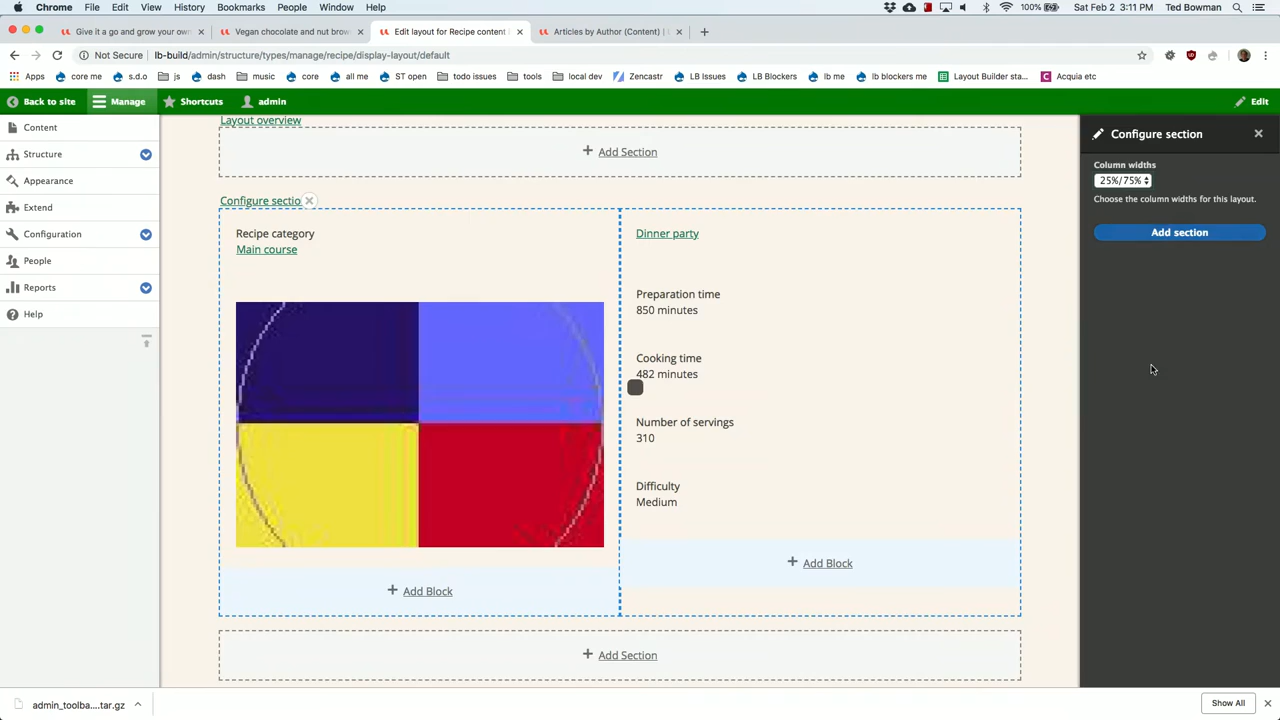 Chrome File Edit View History Bookmarks People Window Help 100% Sat Feb 2 3:11 PM Ted Bowman
Give it a go and grow your own Vegan chocolate and nut brow Edit layout for Recipe content i Articles by Author (Content) | L
Not Secure lb-build/admin/structure/types/manage/recipe/display-layout/default
Apps core me s.d.o js dash music core all me ST open todo issues tools local dev Zencastr LB Issues LB Blockers lb me lb blockers me Layout Builder sta... Acquia etc
Back to site Manage Shortcuts admin Edit
Content
Structure
Appearance
Extend
Configuration
People
Reports
Help
Layout overview
+ Add Section
Configure sectio
Recipe category
Main course
+ Add Block
Dinner party
Preparation time
850 minutes
Cooking time
482 minutes
Number of servings
310
Difficulty
Medium
+ Add Block
+ Add Section
Configure section
Column widths
25%/75%
Choose the column widths for this layout.
Add section
admin_toolba....tar.gz
Show All